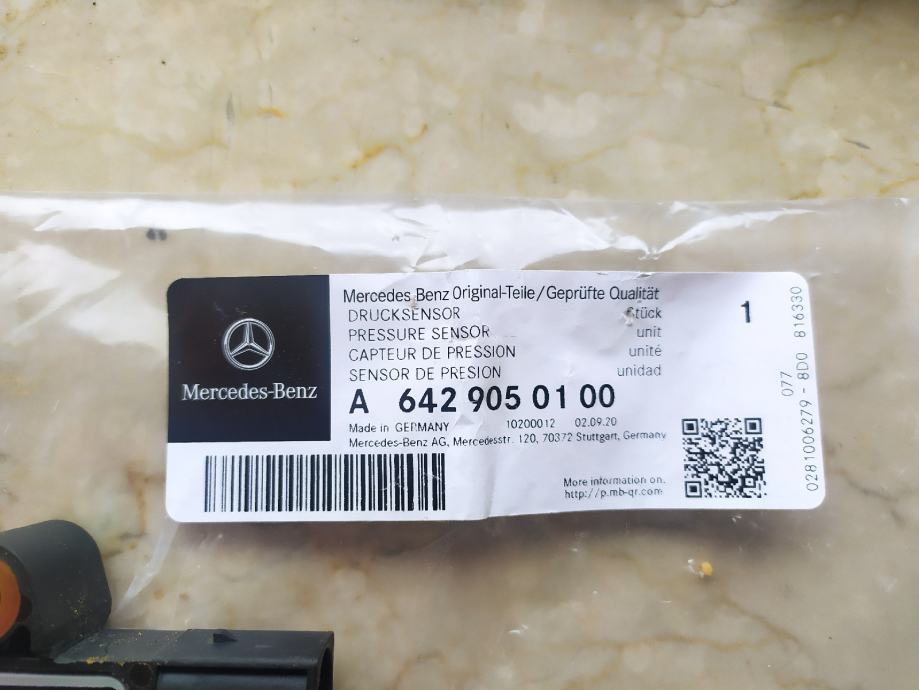 Mercedes-Benz
Mercedes Benz Original-Teile/Geprüfte Qualität
DRUCKSENSOR Stück 1
PRESSURE SENSOR unit
CAPTEUR DE PRESSION unité
SENSOR DE PRESION unidad
A 642 905 01 00
Made in GERMANY 10200012 02.09.20
Mercedes-Benz AG, Mercedesstr. 120, 70372 Stuttgart, Germany
More information on.
http://p.mb-qr.com
077
0281006279 - 8D0 816330